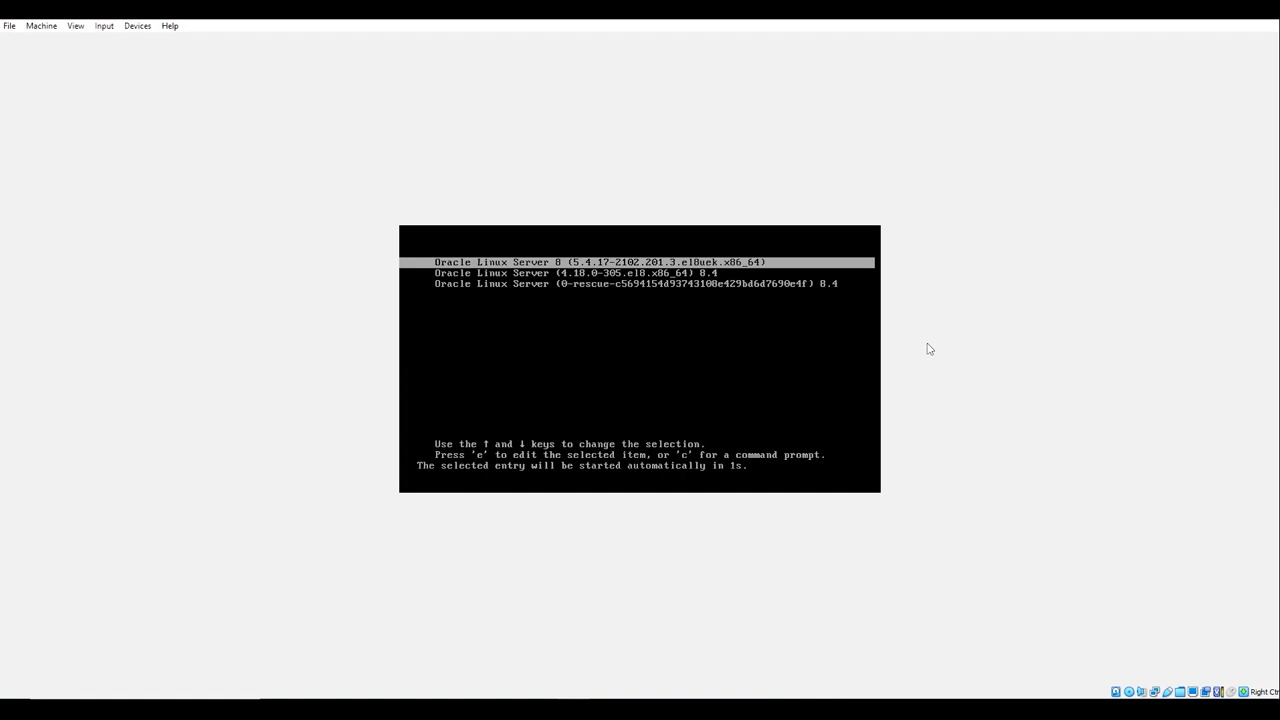 File Machine View Input Devices Help
Oracle Linux Server 8 (5.4.17-2102.201.3.el8uek.x86_64)
Oracle Linux Server (4.18.0-305.el8.x86_64) 8.4
Oracle Linux Server (0-rescue-c5694154d93743108e429bd6d7690e4f) 8.4
Use the ↑ and ↓ keys to change the selection.
Press 'e' to edit the selected item, or 'c' for a command prompt.
The selected entry will be started automatically in 1s.
Right Ctr